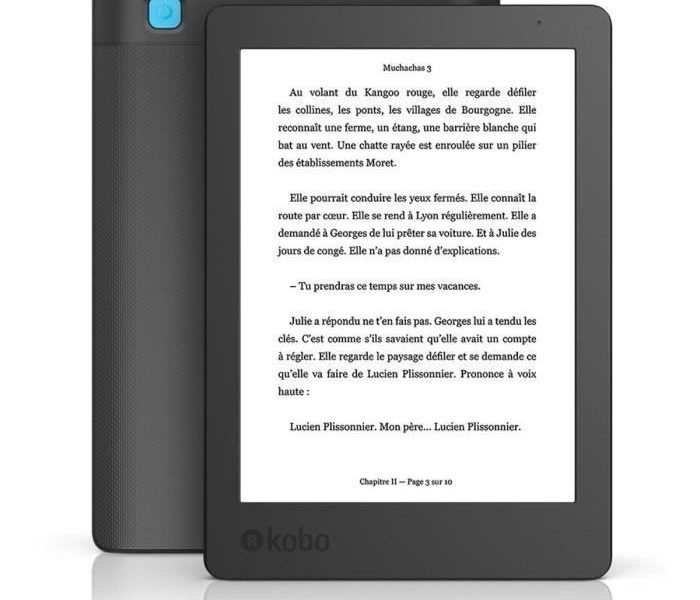 Muchachas 3
Au volant du Kangoo rouge, elle regarde défiler
les collines, les ponts, les villages de Bourgogne. Elle
reconnaît une ferme, un étang, une barrière blanche qui
bat au vent. Une chatte rayée est enroulée sur un pilier
des établissements Moret.
Elle pourrait conduire les yeux fermés. Elle connaît la
route par cœur. Elle se rend à Lyon régulièrement. Elle a
demandé à Georges de lui prêter sa voiture. Et à Julie des
jours de congé. Elle n'a pas donné d'explications.
– Tu prendras ce temps sur mes vacances.
Julie a répondu ne t'en fais pas. Georges lui a tendu les
clés. C'est comme s'ils savaient qu'elle avait un compte
à régler. Elle regarde le paysage défiler et se demande ce
qu'elle va faire de Lucien Plissonnier. Prononce à voix
haute :
Lucien Plissonnier. Mon père... Lucien Plissonnier.
Chapitre II — Page 3 sur 10
R kobo